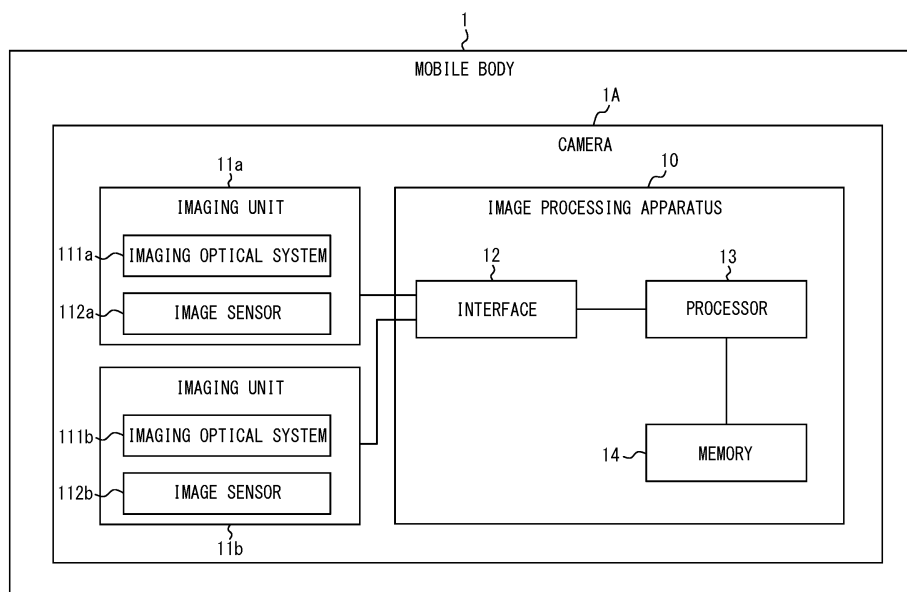 1
MOBILE BODY
1A
CAMERA
11a
IMAGING UNIT
111a
IMAGING OPTICAL SYSTEM
112a
IMAGE SENSOR
10
IMAGE PROCESSING APPARATUS
12
INTERFACE
13
PROCESSOR
14
MEMORY
IMAGING UNIT
111b
IMAGING OPTICAL SYSTEM
112b
IMAGE SENSOR
11b